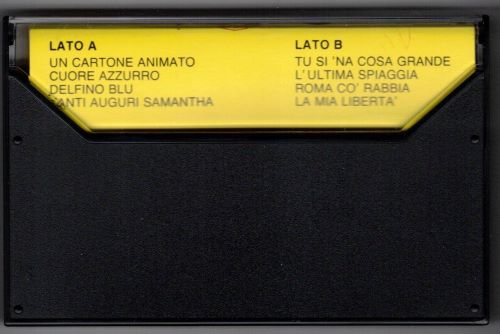 LATO A
UN CARTONE ANIMATO
CUORE AZZURRO
DELFINO BLU
TANTI AUGURI SAMANTHA
LATO B
TU SI 'NA COSA GRANDE
L'ULTIMA SPIAGGIA
ROMA CO' RABBIA
LA MIA LIBERTA'